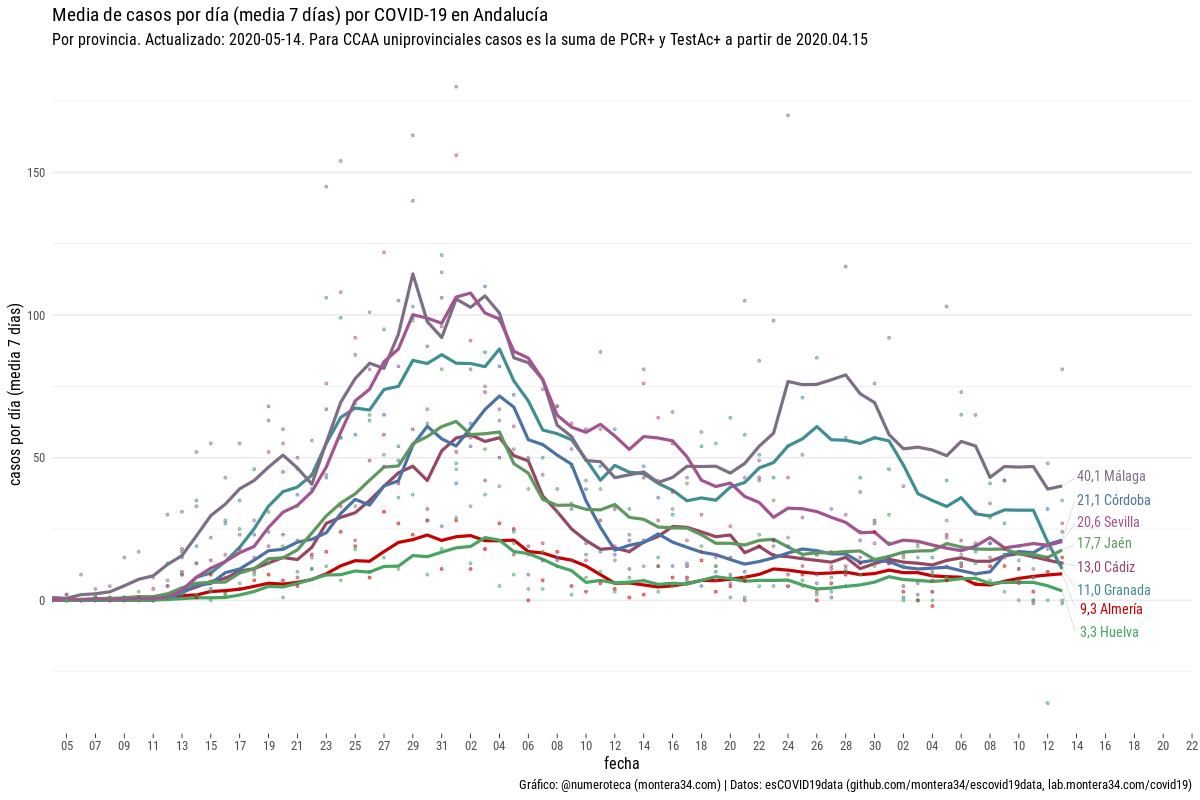 Media de casos por día (media 7 días) por COVID-19 en Andalucía
Por provincia. Actualizado: 2020-05-14. Para CCAA uniprovinciales casos es la suma de PCR+ y TestAc+ a partir de 2020.04.15
casos por día (media 7 días)
150
100
50
0
40,1 Málaga
21,1 Córdoba
20,6 Sevilla
17,7 Jaén
13,0 Cádiz
11,0 Granada
9,3 Almería
3,3 Huelva
05 07 09 11 13 15 17 19 21 23 25 27 29 31 02 04 06 08 10 12 14 16 18 20 22 24 26 28 30 02 04 06 08 10 12 14 16 18 20 22
fecha
Gráfico: @numeroteca (montera34.com) | Datos: esCOVID19data (github.com/montera34/escovid19data, lab.montera34.com/covid19)